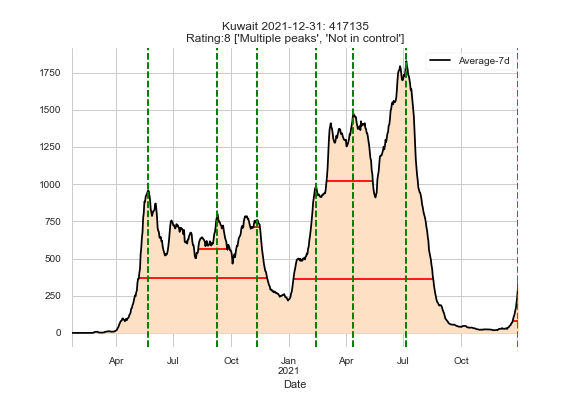 Kuwait 2021-12-31: 417135
Rating:8 ['Multiple peaks', 'Not in control']
Average-7d
1750
1500
1250
1000
750
500
250
0
Apr
Jul
Oct
Jan
2021
Apr
Jul
Oct
Date